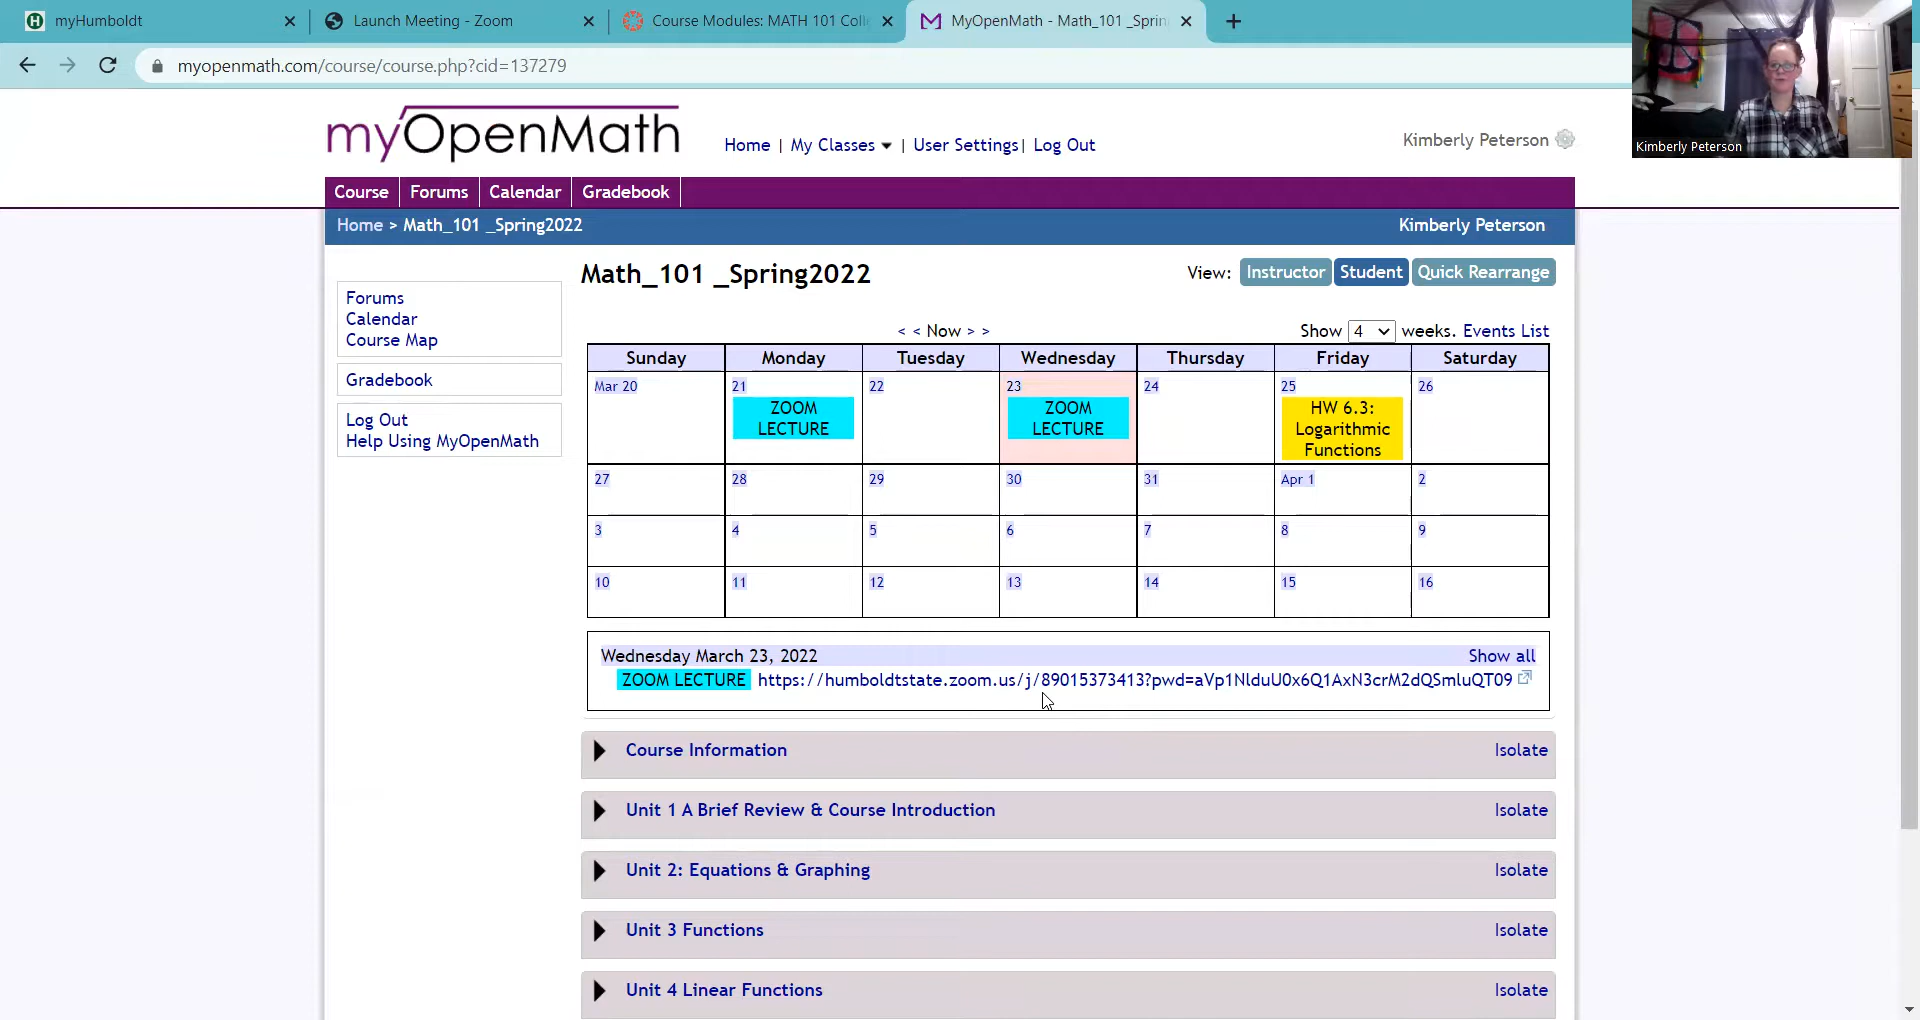 myHumboldt
Launch Meeting - Zoom
Course Modules: MATH 101 Coll
MyOpenMath - Math_101 _Sprin
myopenmath.com/course/course.php?cid=137279
Kimberly Peterson
myOpenMath
Home | My Classes | User Settings | Log Out
Kimberly Peterson
Course Forums Calendar Gradebook
Home > Math_101 _Spring2022
Kimberly Peterson
Forums
Calendar
Course Map
Gradebook
Log Out
Help Using MyOpenMath
Math_101 _Spring2022
View: Instructor Student Quick Rearrange
< < Now > >
Show 4 weeks. Events List
Sunday Monday Tuesday Wednesday Thursday Friday Saturday
Mar 20 21 22 23 24 25 26
ZOOM
LECTURE
ZOOM
LECTURE
HW 6.3:
Logarithmic
Functions
27 28 29 30 31 Apr 1 2
3 4 5 6 7 8 9
10 11 12 13 14 15 16
Wednesday March 23, 2022
Show all
ZOOM LECTURE https://humboldtstate.zoom.us/j/89015373413?pwd=aVp1NlduU0x6Q1AxN3crM2dQSmluQT09
Course Information Isolate
Unit 1 A Brief Review & Course Introduction Isolate
Unit 2: Equations & Graphing Isolate
Unit 3 Functions Isolate
Unit 4 Linear Functions Isolate